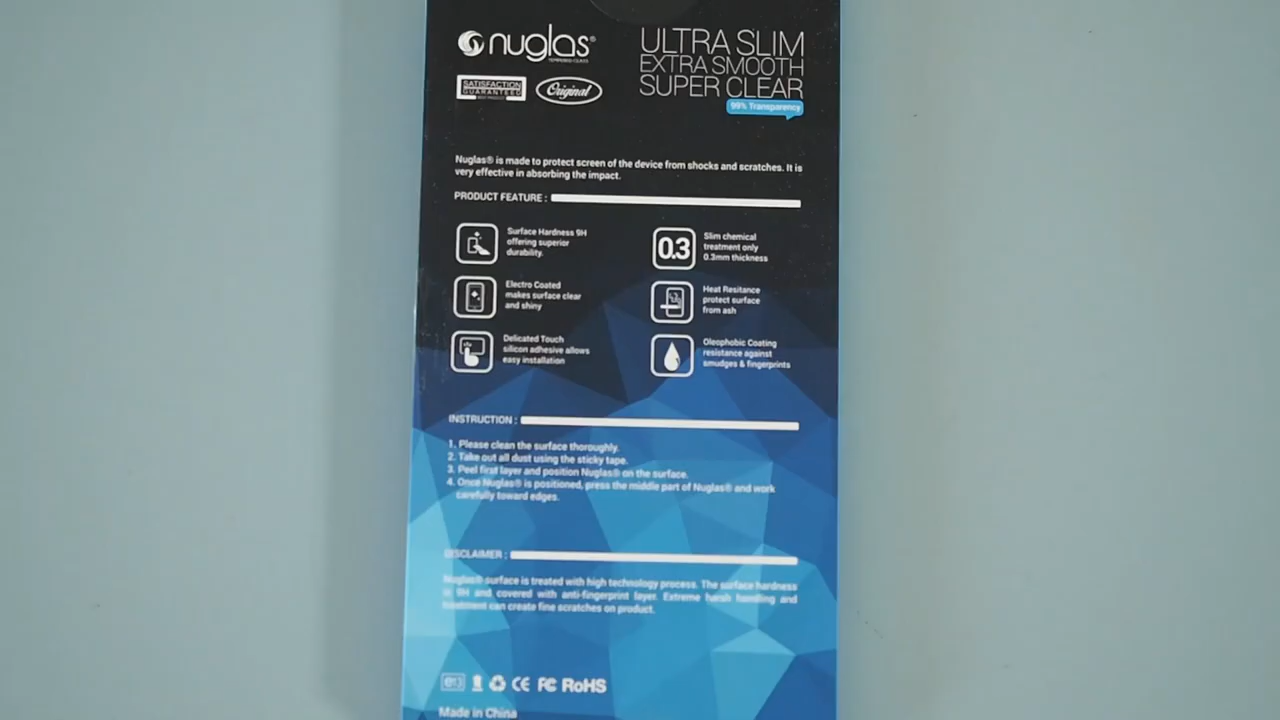 nuglas®
TEMPERED GLASS
SATISFACTION
GUARANTEED
Original
ULTRA SLIM
EXTRA SMOOTH
SUPER CLEAR
99% Transparency
Nuglas® is made to protect screen of the device from shocks and scratches. It is
very effective in absorbing the impact.
PRODUCT FEATURE :
Surface Hardness 9H
offering superior
durability.
0.3
Slim chemical
treatment only
0.3mm thickness
Electro Coated
makes surface clear
and shiny
Heat Resitance
protect surface
from ash
Delicated Touch
silicon adhesive allows
easy installation
Oleophobic Coating
resistance against
smudges & fingerprints
INSTRUCTION :
1. Please clean the surface thoroughly.
2. Take out all dust using the sticky tape.
3. Peel first layer and position Nuglas® on the surface.
4. Once Nuglas® is positioned, press the middle part of Nuglas® and work
carefully toward edges.
DISCLAIMER :
Nuglas® surface is treated with high technology process. The surface hardness
is 9H and covered with anti-fingerprint layer. Extreme harsh handling and
treatment can create fine scratches on product.
e13 CE FC RoHS
Made in China